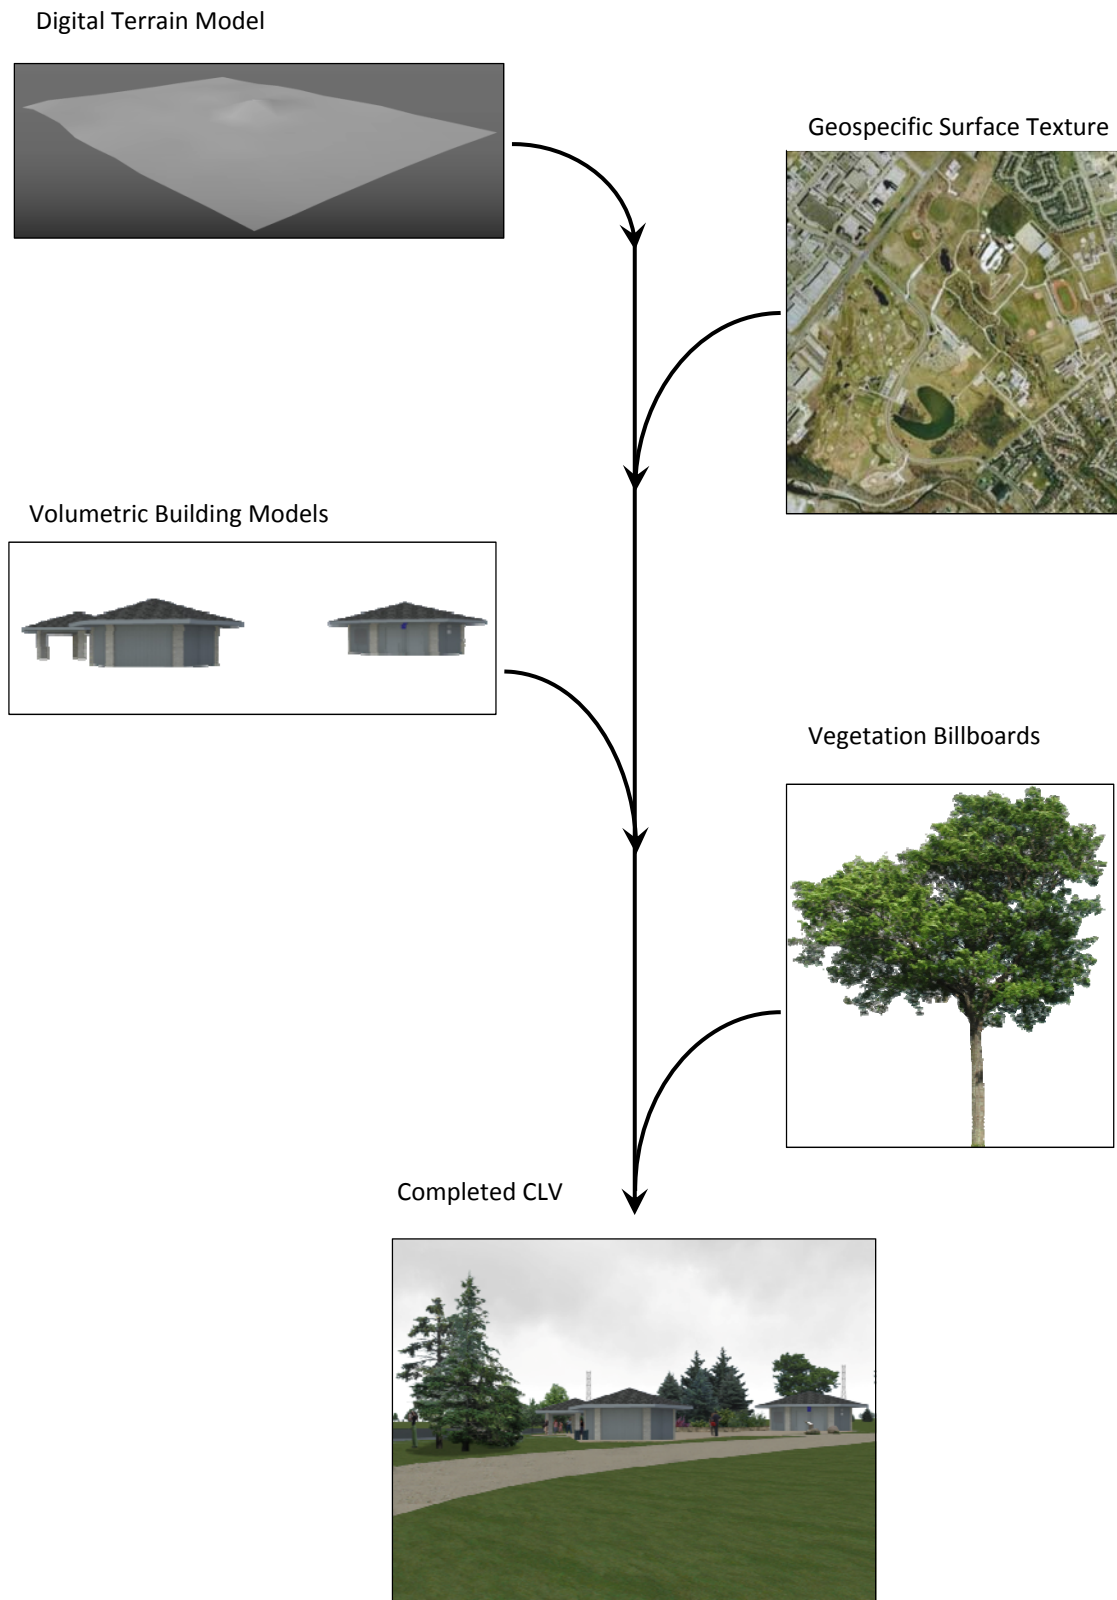 Digital Terrain Model
Geospecific Surface Texture
Volumetric Building Models
Vegetation Billboards
Completed CLV